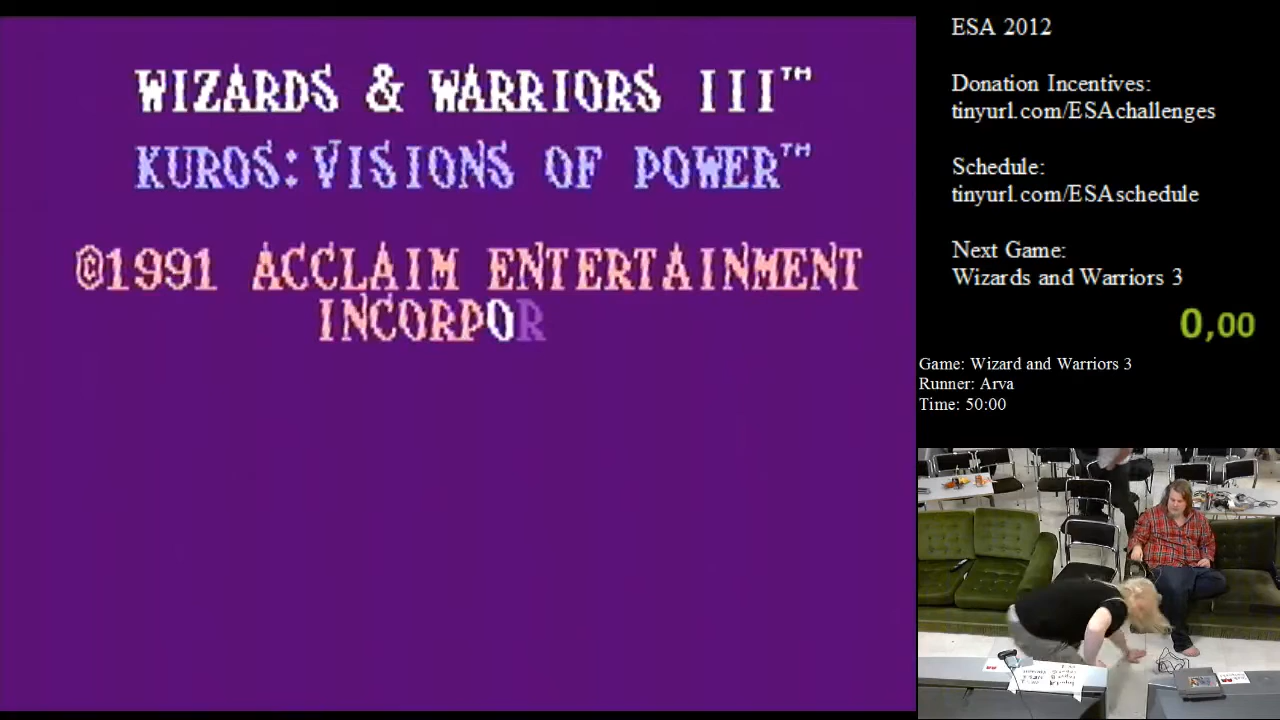 WIZARDS & WARRIORS III™
KUROS: VISIONS OF POWER™
©1991 ACCLAIM ENTERTAINMENT
INCORPOR
ESA 2012
Donation Incentives:
tinyurl.com/ESAchallenges
Schedule:
tinyurl.com/ESAschedule
Next Game:
Wizards and Warriors 3
0,00
Game: Wizard and Warriors 3
Runner: Arva
Time: 50:00